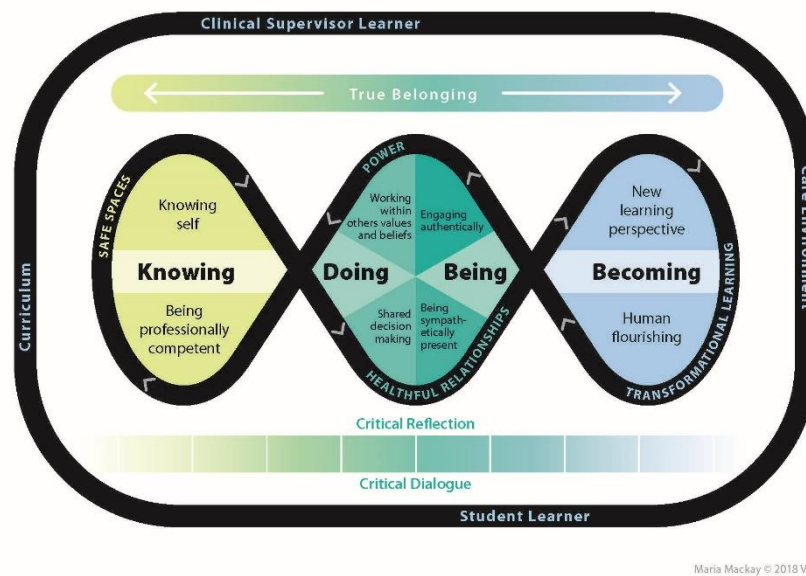 Clinical Supervisor Learner
True Belonging
Curriculum
SAFE SPACES
Knowing
self
Knowing
Being
professionally
competent
POWER
Working
within
others values
and beliefs
Engaging
authentically
Doing
Being
Shared
decision
making
Being
sympath-
etically
present
HEALTHFUL RELATIONSHIPS
New
learning
perspective
Becoming
Human
flourishing
TRANSFORMATIONAL LEARNING
Critical Reflection
Critical Dialogue
Student Learner
Maria Mackay © 2018 V